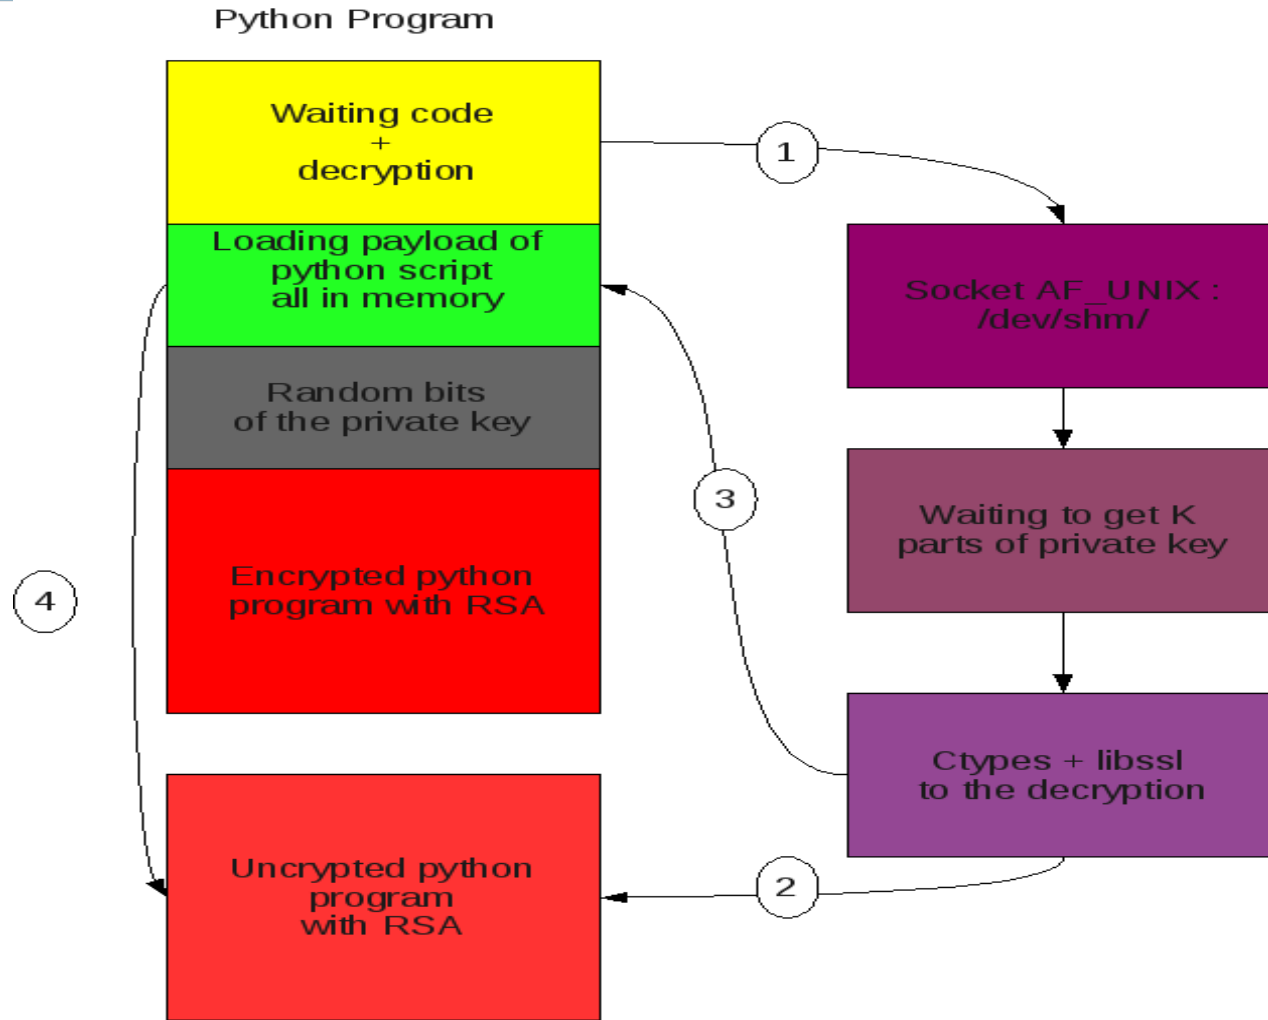 Python Program
Waiting code
+
decryption
1
Loading payload of
python script
all in memory
Socket AF_UNIX :
/dev/shm/
Random bits
of the private key
3
Waiting to get K
parts of private key
Encrypted python
program with RSA
4
Ctypes + libssl
to the decryption
Uncrypted python
program
with RSA
2